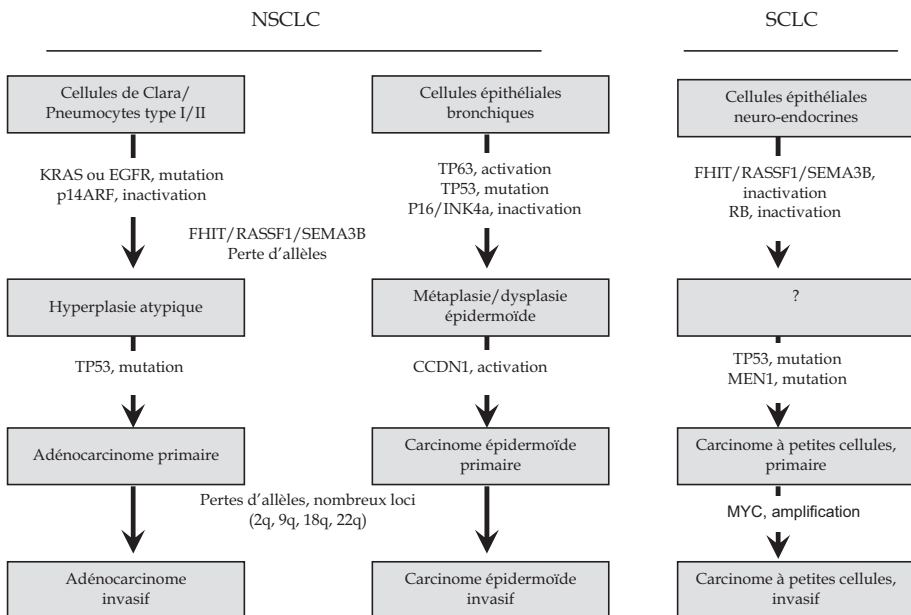 NSCLC
SCLC
Cellules de Clara/
Pneumocytes type I/II
Cellules épithéliales
bronchiques
Cellules épithéliales
neuro-endocrines
KRAS ou EGFR, mutation
p14ARF, inactivation
TP63, activation
TP53, mutation
P16/INK4a, inactivation
FHIT/RASSF1/SEMA3B,
inactivation
RB, inactivation
FHIT/RASSF1/SEMA3B
Perte d'allèles
Hyperplasie atypique
Métaplasie/dysplasie
épidermoïde
?
TP53, mutation
CCDN1, activation
TP53, mutation
MEN1, mutation
Adénocarcinome primaire
Carcinome épidermoïde
primaire
Carcinome à petites cellules,
primaire
Pertes d'allèles, nombreux loci
(2q, 9q, 18q, 22q)
MYC, amplification
Adénocarcinome
invasif
Carcinome épidermoïde
invasif
Carcinome à petites cellules,
invasif